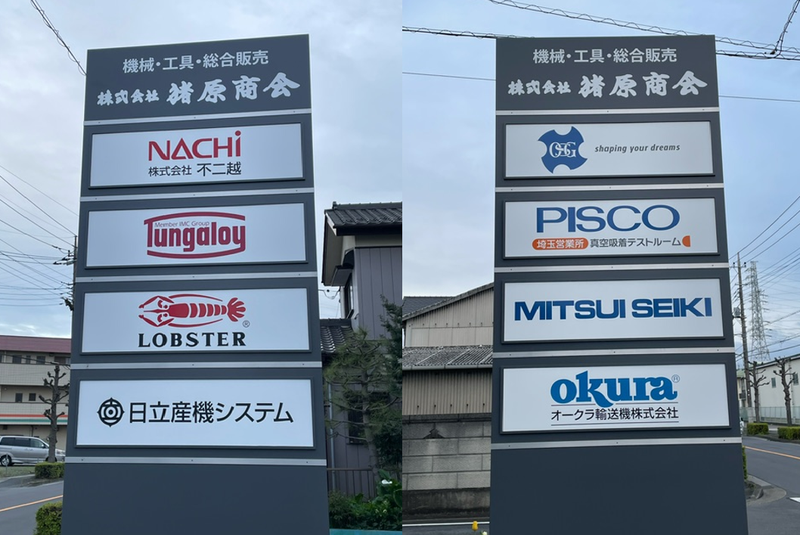 機械・工具・総合販売
株式会社 猪原商会
NACHi
株式会社 不二越
Member IMC Group
Tungaloy
LOBSTER®
日立産機システム
機械・工具・総合販売
株式会社 猪原商会
OSG shaping your dreams
PISCO
埼玉営業所 真空吸着テストルーム
MITSUI SEIKI
okura®
オークラ輸送機株式会社